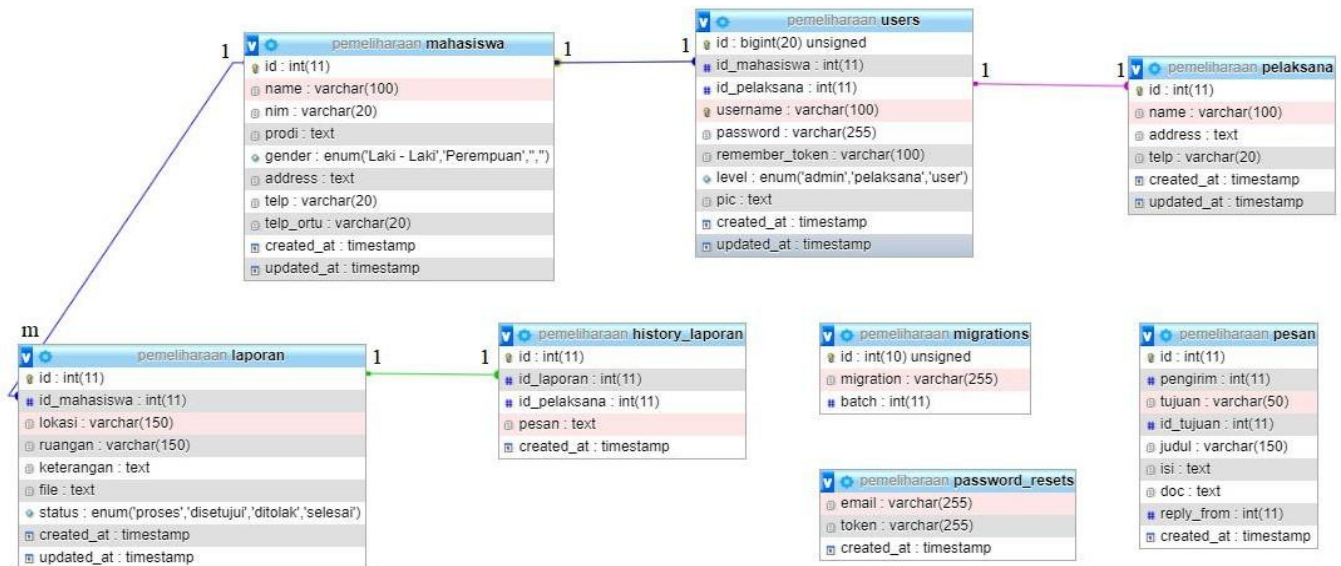 pemeliharaan mahasiswa
id : int(11)
name : varchar(100)
nim : varchar(20)
prodi : text
gender : enum('Laki - Laki','Perempuan','','')
address : text
telp : varchar(20)
telp_ortu : varchar(20)
created_at : timestamp
updated_at : timestamp
1
1
1
pemeliharaan users
id : bigint(20) unsigned
id_mahasiswa : int(11)
id_pelaksana : int(11)
username : varchar(100)
password : varchar(255)
remember_token : varchar(100)
level : enum('admin','pelaksana','user')
pic : text
created_at : timestamp
updated_at : timestamp
1
1
pemeliharaan pelaksana
id : int(11)
name : varchar(100)
address : text
telp : varchar(20)
created_at : timestamp
updated_at : timestamp
m
pemeliharaan laporan
id : int(11)
id_mahasiswa : int(11)
lokasi : varchar(150)
ruangan : varchar(150)
keterangan : text
file : text
status : enum('proses','disetujui','ditolak','selesai')
created_at : timestamp
updated_at : timestamp
1
1
pemeliharaan history_laporan
id : int(11)
id_laporan : int(11)
id_pelaksana : int(11)
pesan : text
created_at : timestamp
pemeliharaan migrations
id : int(10) unsigned
migration : varchar(255)
batch : int(11)
pemeliharaan password_resets
email : varchar(255)
token : varchar(255)
created_at : timestamp
pemeliharaan pesan
id : int(11)
pengirim : int(11)
tujuan : varchar(50)
id_tujuan : int(11)
judul : varchar(150)
isi : text
doc : text
reply_from : int(11)
created_at : timestamp